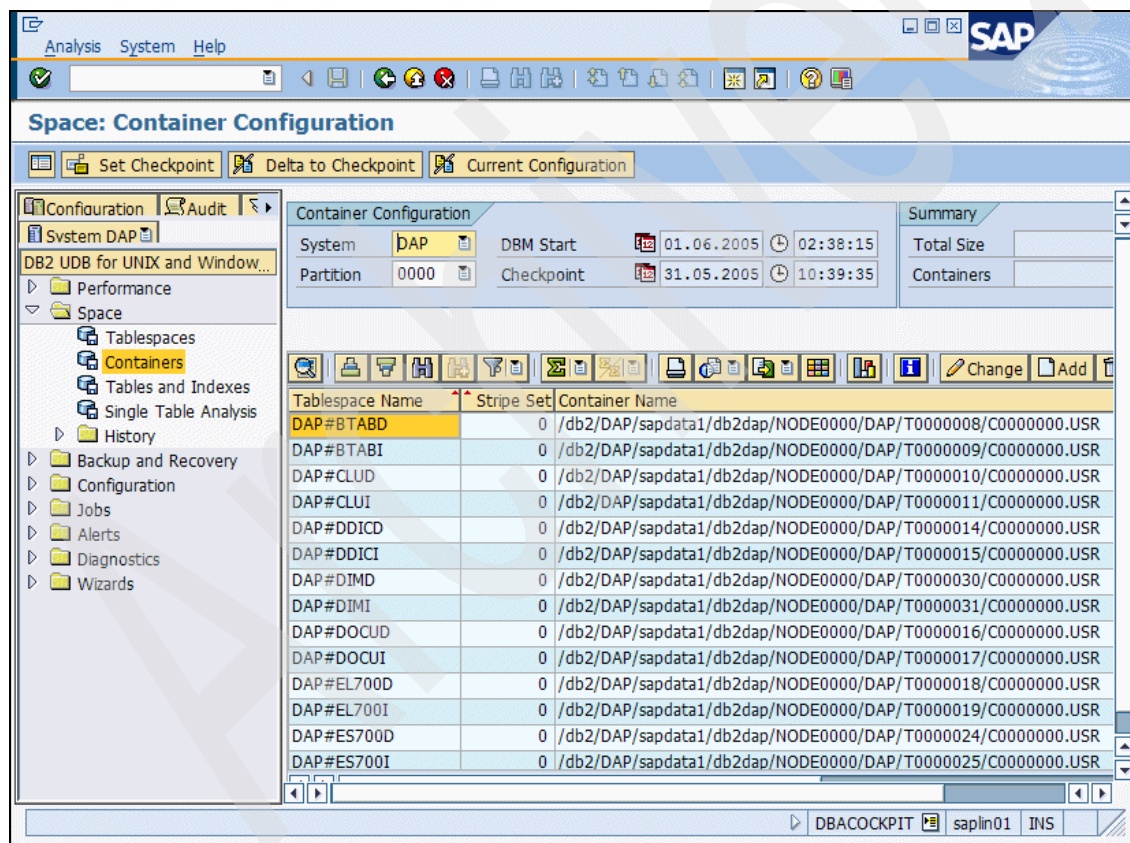 Analysis System Help
SAP
Space: Container Configuration
Set Checkpoint Delta to Checkpoint Current Configuration
Configuration Audit
System DAP
DB2 UDB for UNIX and Window...
Performance
Space
Tablespaces
Containers
Tables and Indexes
Single Table Analysis
History
Backup and Recovery
Configuration
Jobs
Alerts
Diagnostics
Wizards
Container Configuration
System DAP DBM Start 12 01.06.2005 02:38:15
Partition 0000 Checkpoint 12 31.05.2005 10:39:35
Summary
Total Size
Containers
Change Add
Tablespace Name Stripe Set Container Name
DAP#BTABD 0 /db2/DAP/sapdata1/db2dap/NODE0000/DAP/T0000008/C0000000.USR
DAP#BTABI 0 /db2/DAP/sapdata1/db2dap/NODE0000/DAP/T0000009/C0000000.USR
DAP#CLUD 0 /db2/DAP/sapdata1/db2dap/NODE0000/DAP/T0000010/C0000000.USR
DAP#CLUI 0 /db2/DAP/sapdata1/db2dap/NODE0000/DAP/T0000011/C0000000.USR
DAP#DDICD 0 /db2/DAP/sapdata1/db2dap/NODE0000/DAP/T0000014/C0000000.USR
DAP#DDICI 0 /db2/DAP/sapdata1/db2dap/NODE0000/DAP/T0000015/C0000000.USR
DAP#DIMD 0 /db2/DAP/sapdata1/db2dap/NODE0000/DAP/T0000030/C0000000.USR
DAP#DIMI 0 /db2/DAP/sapdata1/db2dap/NODE0000/DAP/T0000031/C0000000.USR
DAP#DOCUD 0 /db2/DAP/sapdata1/db2dap/NODE0000/DAP/T0000016/C0000000.USR
DAP#DOCUI 0 /db2/DAP/sapdata1/db2dap/NODE0000/DAP/T0000017/C0000000.USR
DAP#EL700D 0 /db2/DAP/sapdata1/db2dap/NODE0000/DAP/T0000018/C0000000.USR
DAP#EL700I 0 /db2/DAP/sapdata1/db2dap/NODE0000/DAP/T0000019/C0000000.USR
DAP#ES700D 0 /db2/DAP/sapdata1/db2dap/NODE0000/DAP/T0000024/C0000000.USR
DAP#ES700I 0 /db2/DAP/sapdata1/db2dap/NODE0000/DAP/T0000025/C0000000.USR
DBACOCKPIT saplin01 INS